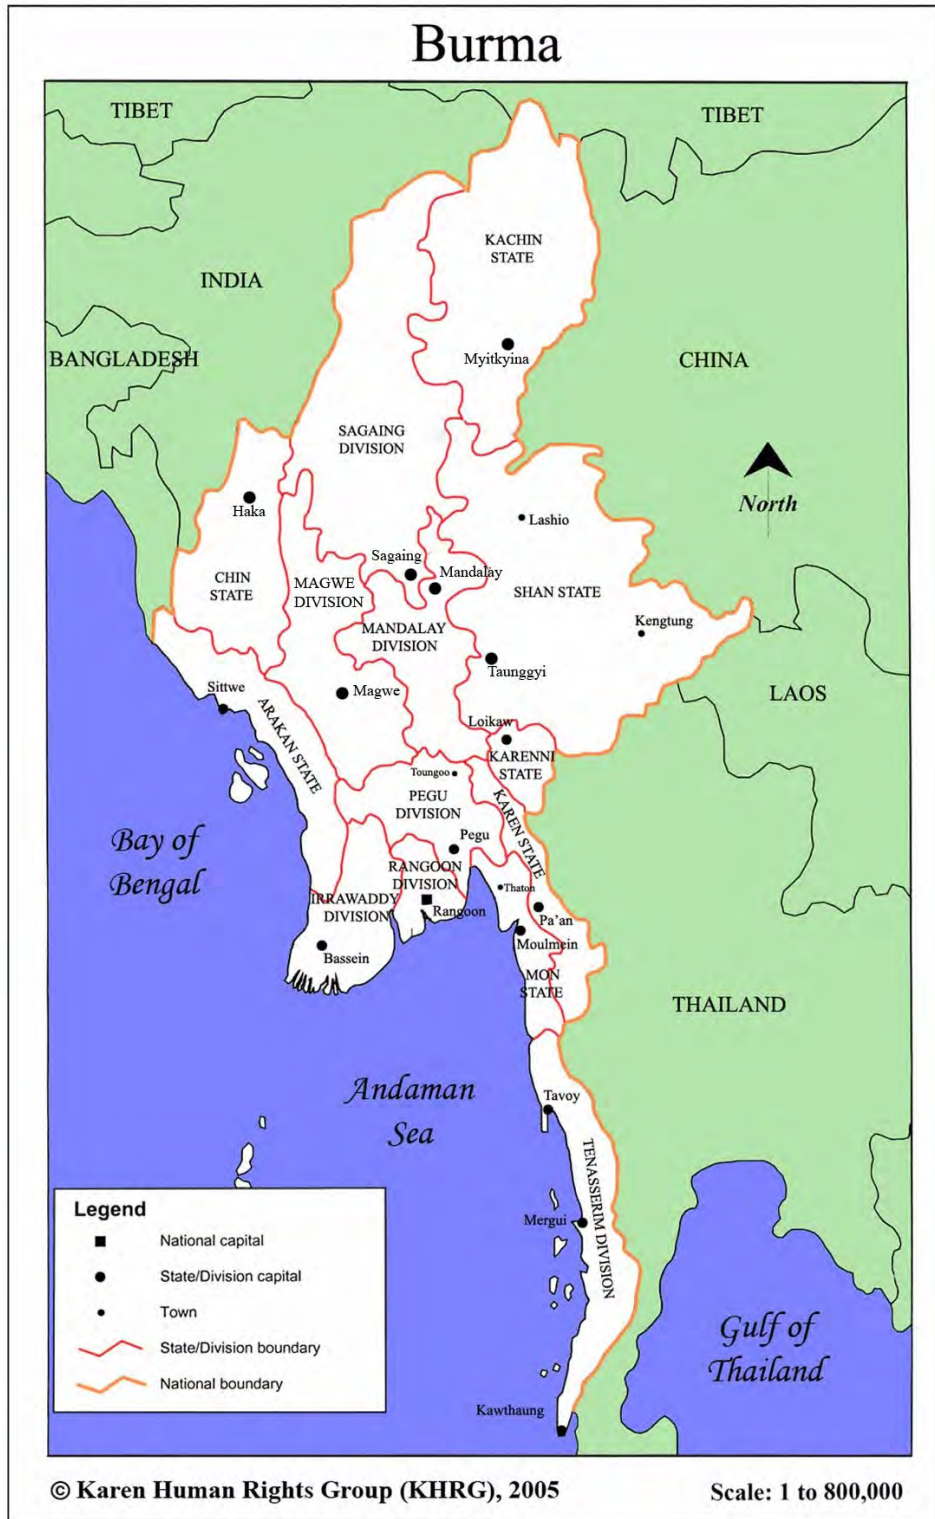 Burma
TIBET
TIBET
KACHIN
STATE
INDIA
Myitkyina
BANGLADESH
CHINA
SAGAING
DIVISION
North
Haka
Lashio
Sagaing
Mandalay
CHIN
STATE
MAGWE
DIVISION
SHAN STATE
MANDALAY
DIVISION
Kengtung
Taunggyi
Sittwe
Magwe
LAOS
ARAKAN STATE
Loikaw
KARENNI
STATE
Toungoo
PEGU
DIVISION
KAREN STATE
Bay of
Bengal
Pegu
RANGOON
DIVISION
Thaton
IRRAWADDY
DIVISION
Rangoon
Pa'an
Moulmein
Bassein
MON
STATE
THAILAND
Andaman
Sea
Tavoy
TENASSERIM DIVISION
Mergui
Legend
National capital
State/Division capital
Town
State/Division boundary
National boundary
Gulf of
Thailand
Kawthaung
© Karen Human Rights Group (KHRG), 2005
Scale: 1 to 800,000